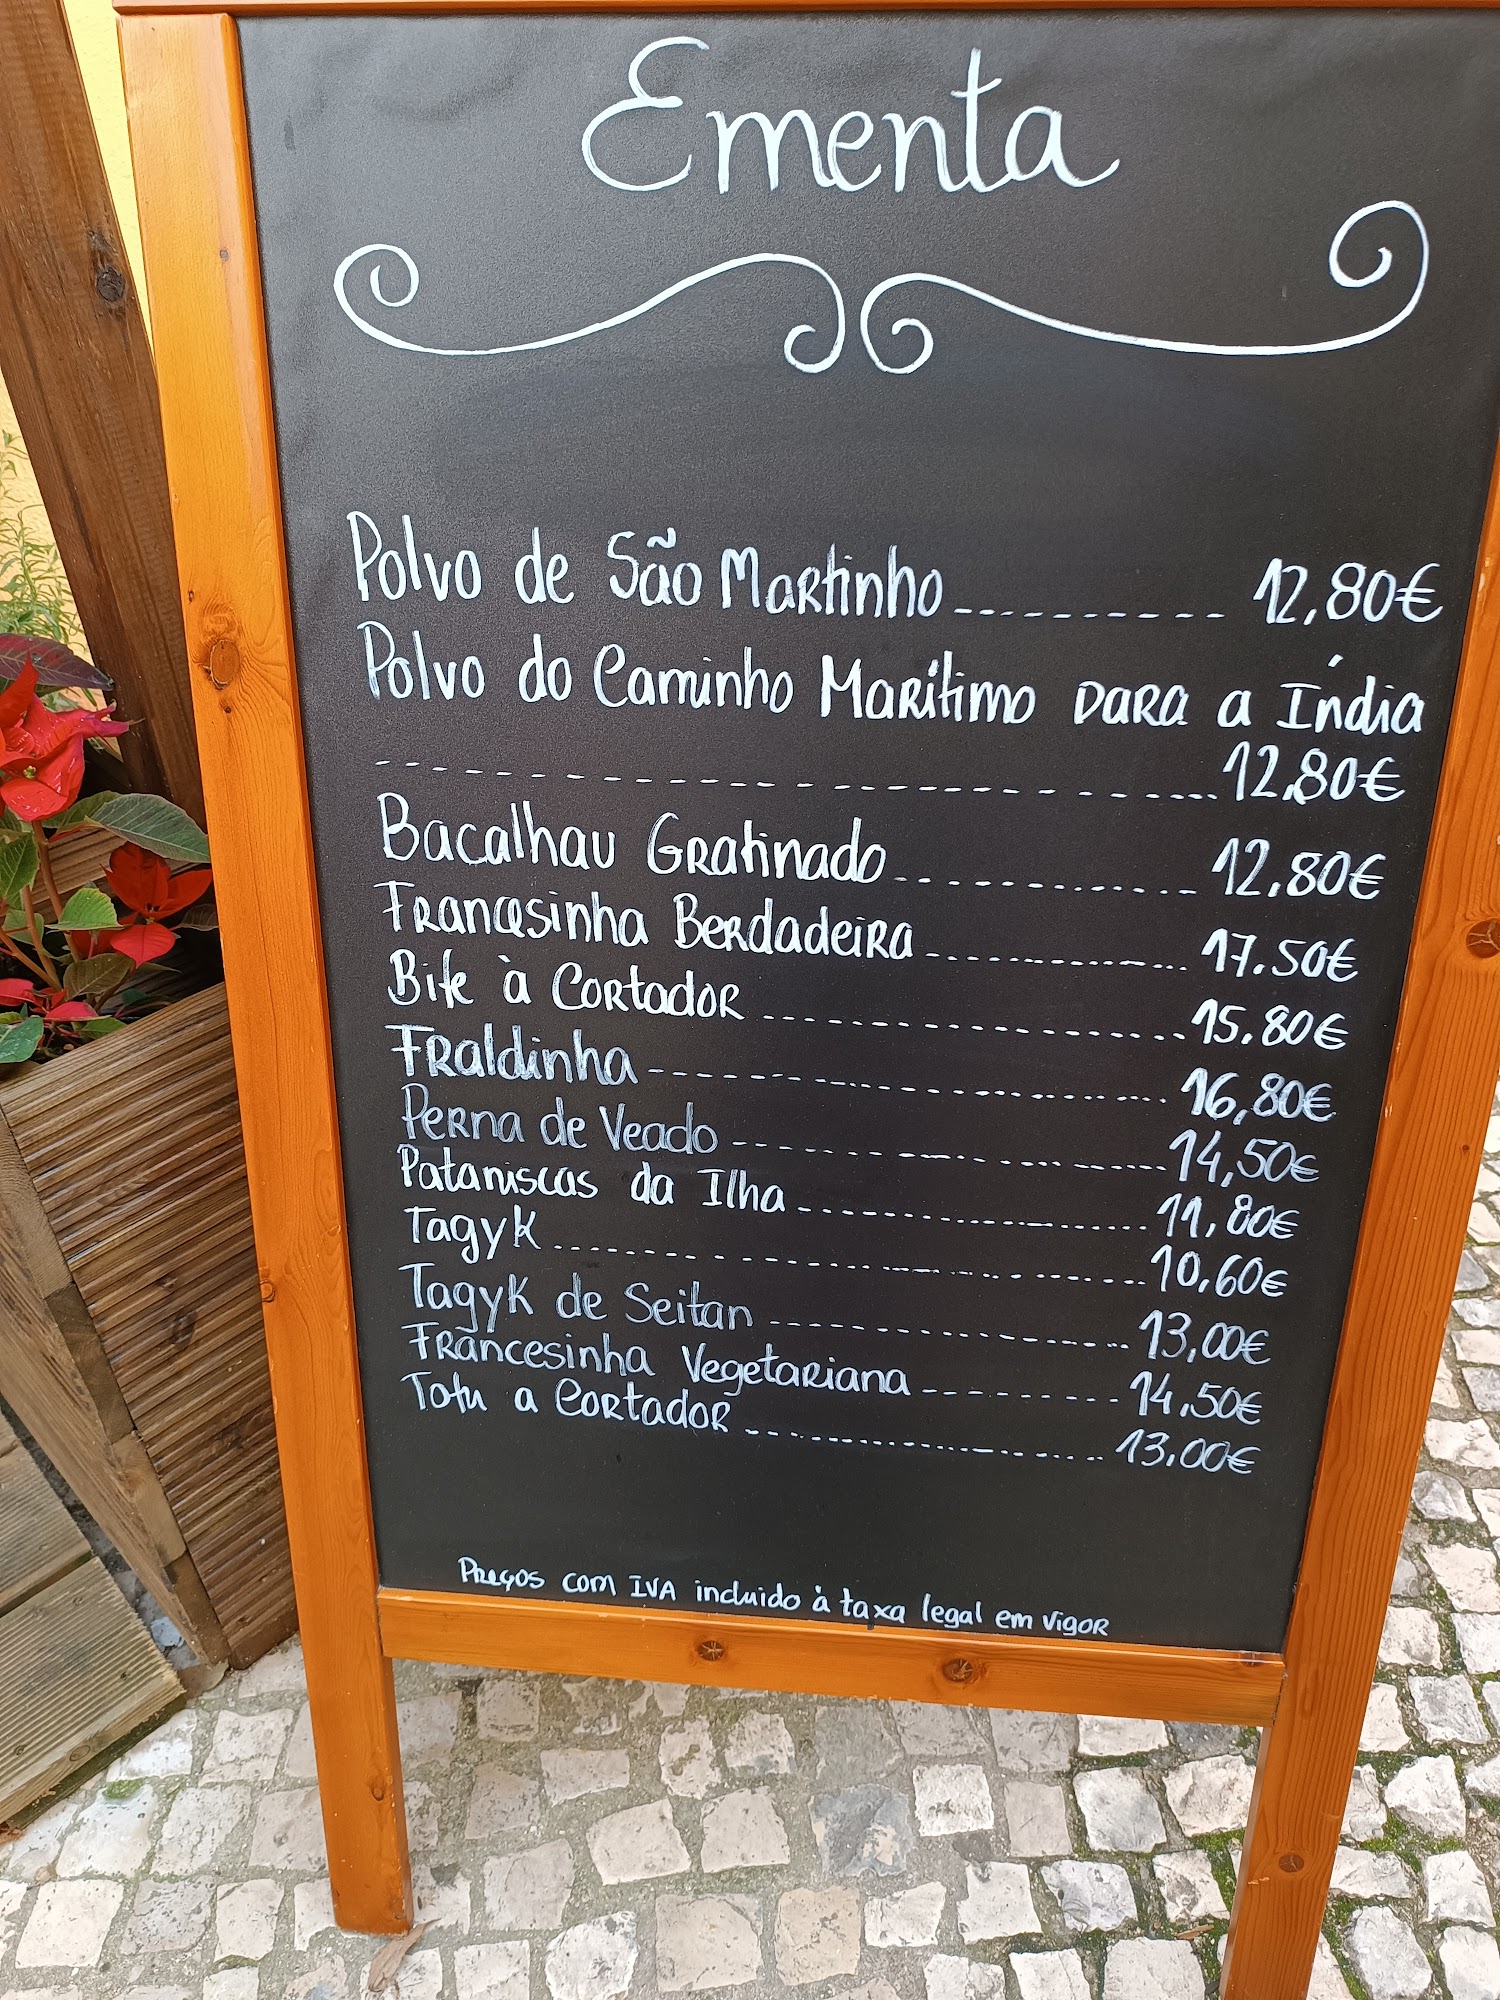 Ementa
Polvo de São Martinho .......... 12,80€
Polvo do Caminho Marítimo para a Índia
.......... 12,80€
Bacalhau Gratinado .......... 12,80€
Francesinha Berdadeira .......... 17.50€
Bife à Cortador .......... 15.80€
Fraldinha .......... 16,80€
Perna de Veado .......... 14,50€
Pataniscas da Ilha .......... 11,80€
Tagyk .......... 10,60€
Tagyk de Seitan .......... 13,00€
Francesinha Vegetariana .......... 14,50€
Tofu a Cortador .......... 13,00€
Preços com IVA incluido à taxa legal em vigor